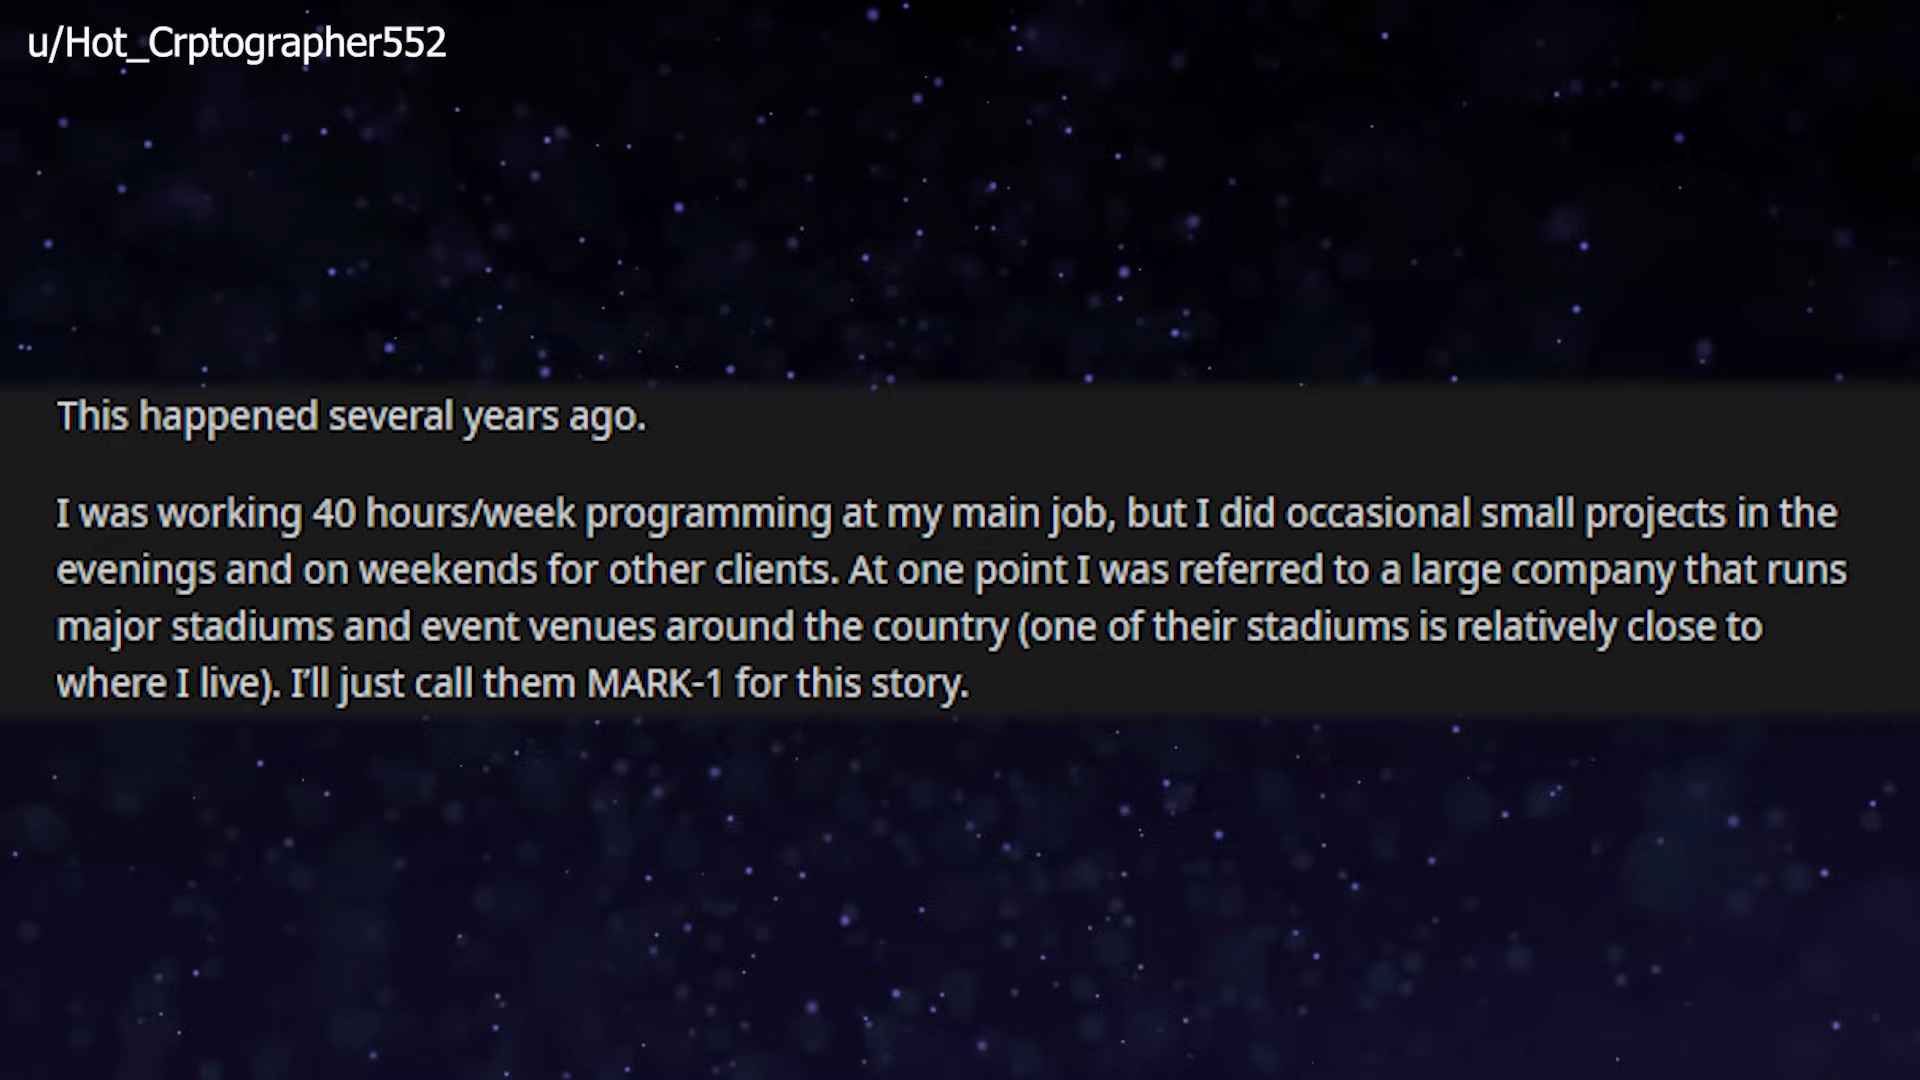 u/Hot_Crptographer552
This happened several years ago.
I was working 40 hours/week programming at my main job, but I did occasional small projects in the
evenings and on weekends for other clients. At one point I was referred to a large company that runs
major stadiums and event venues around the country (one of their stadiums is relatively close to
where I live). I’ll just call them MARK-1 for this story.